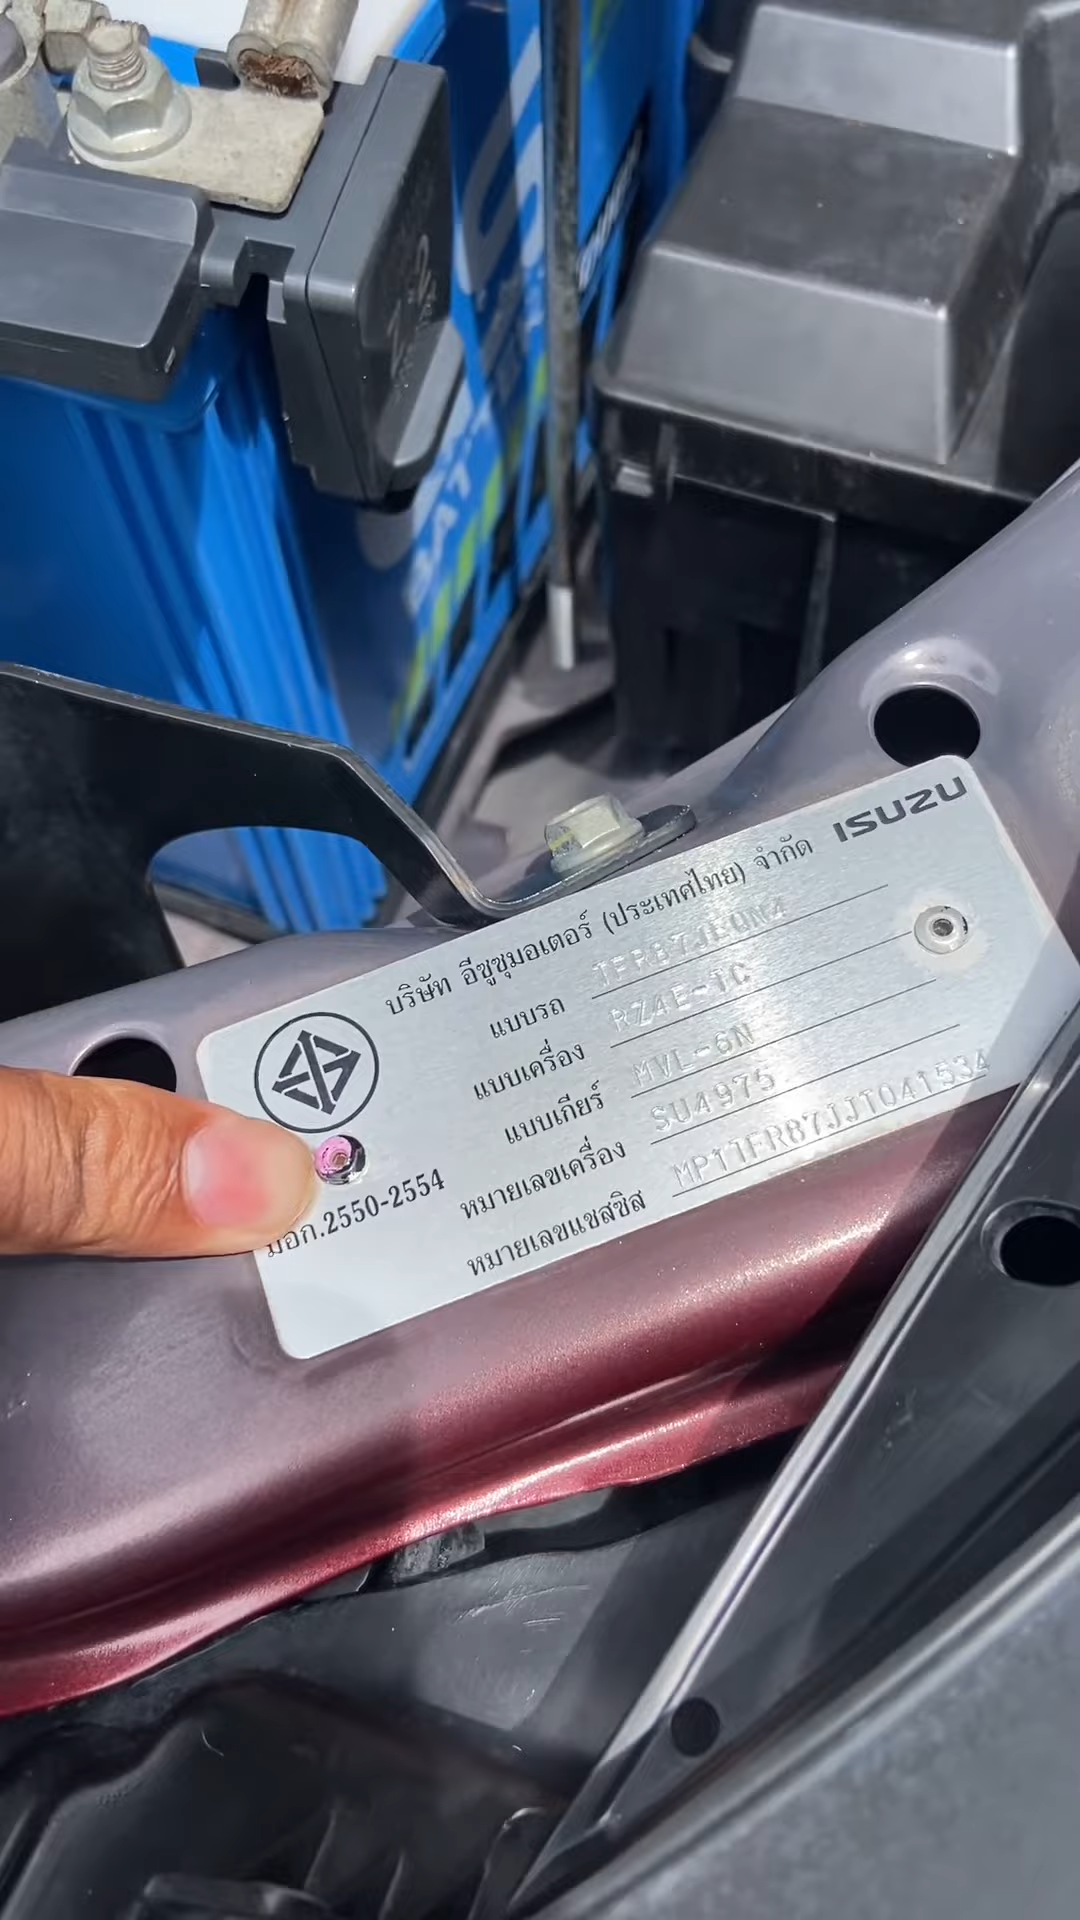 ISUZU
บริษัท อีซูซุมอเตอร์ (ประเทศไทย) จำกัด
แบบรถ
แบบเครื่อง RZ4E-TC
แบบเกียร์ MVL-6N
หมายเลขเครื่อง SU4975
หมายเลขแชสซิส MP1TFR87JJT041534
มอก.2550-2554